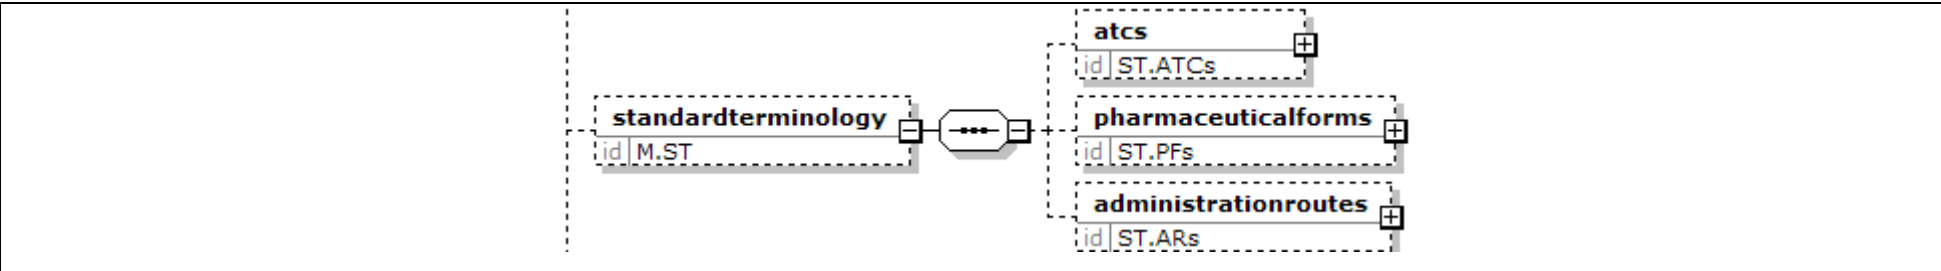 atcs
id ST.ATCs
standardterminology
id M.ST
pharmaceuticalforms
id ST.PFs
administrationroutes
id ST.ARs